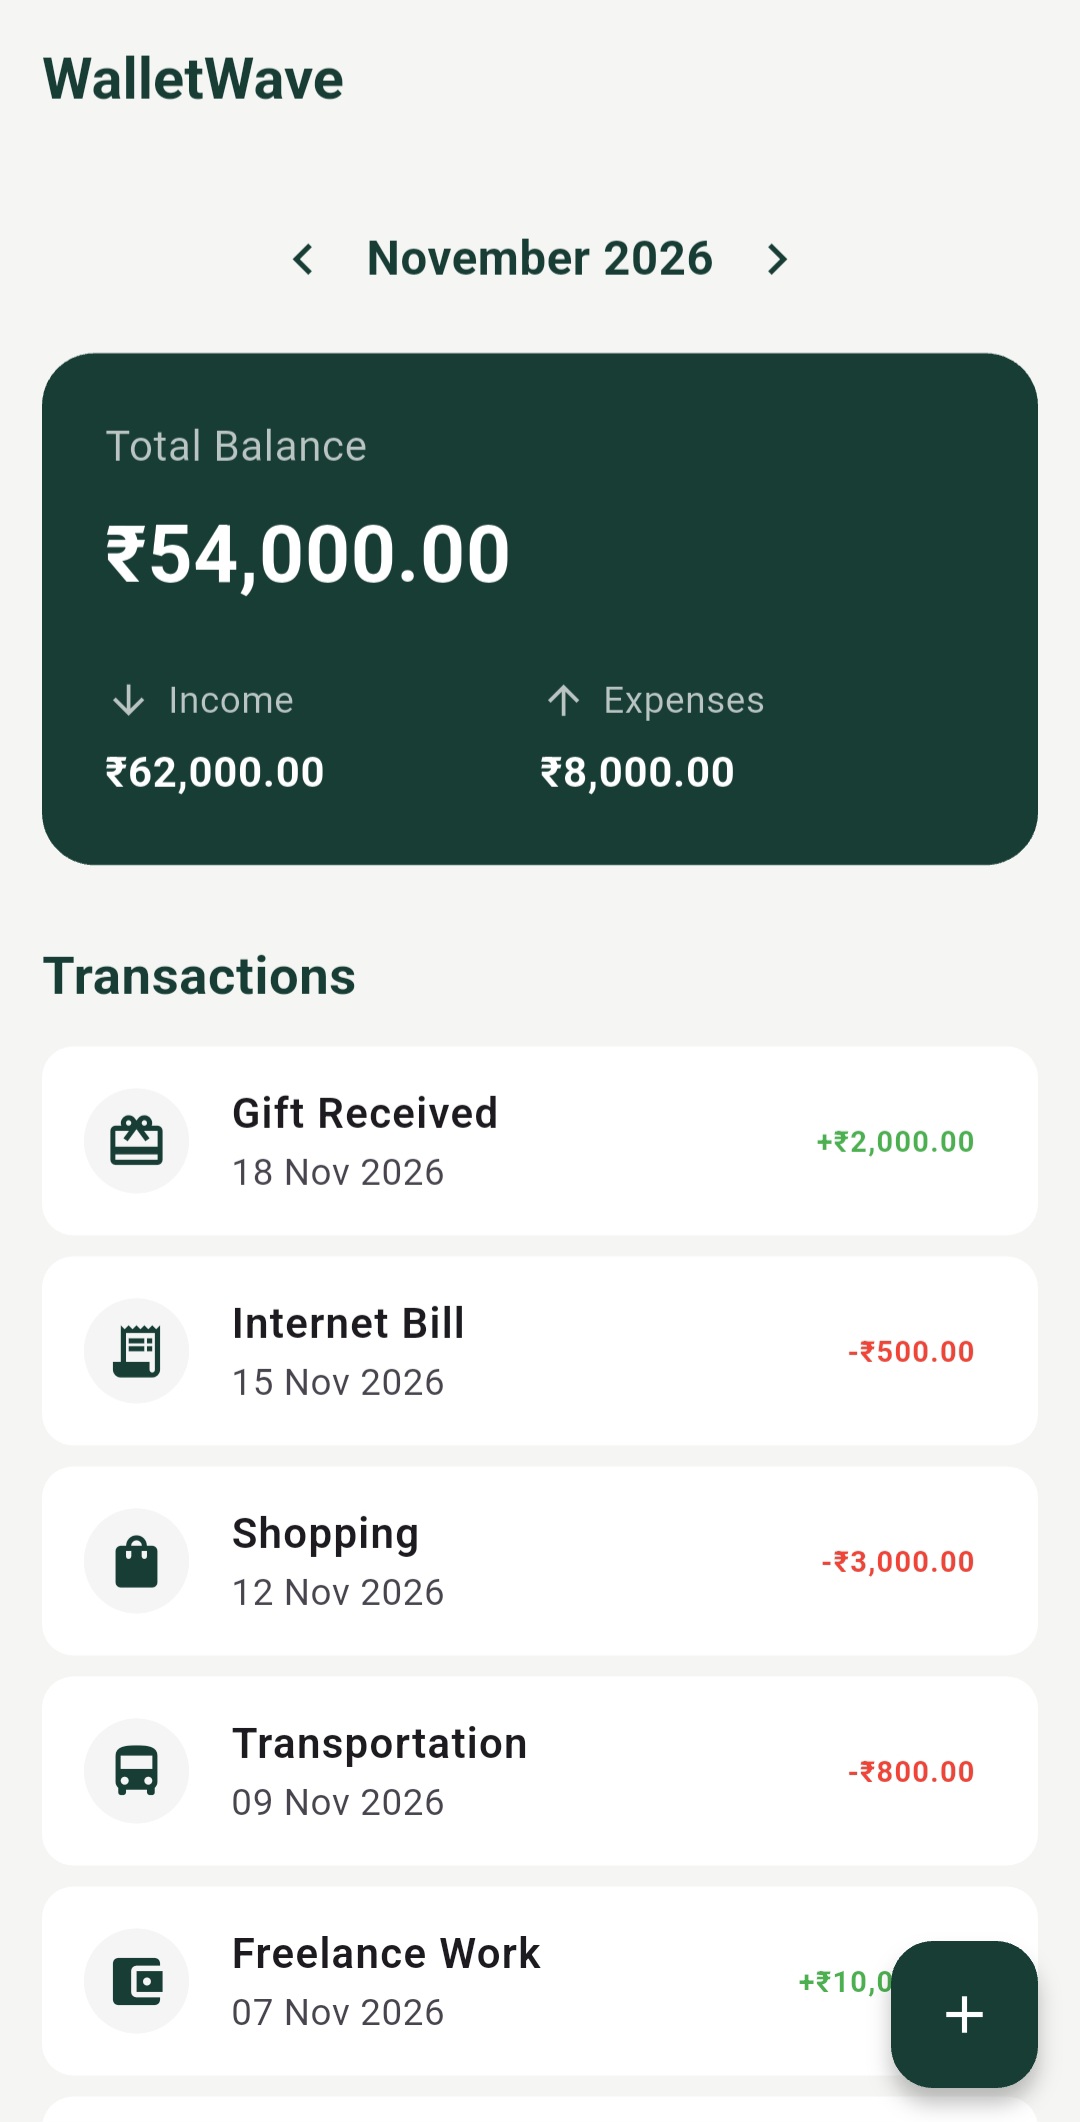 WalletWave
November 2026
Total Balance
₹54,000.00
Income
Expenses
₹62,000.00
₹8,000.00
Transactions
Gift Received
+₹2,000.00
18 Nov 2026
Internet Bill
-₹500.00
15 Nov 2026
Shopping
-₹3,000.00
12 Nov 2026
Transportation
-₹800.00
09 Nov 2026
Freelance Work
+₹10,0
07 Nov 2026